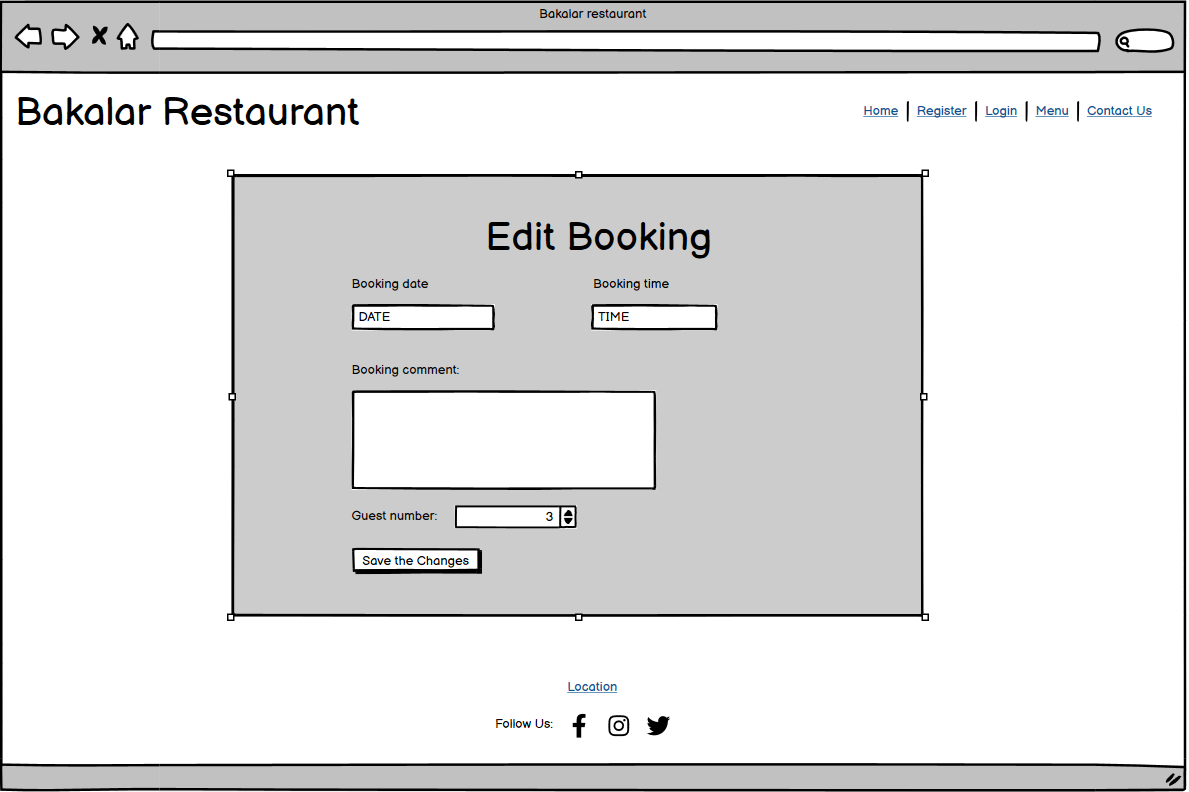 Bakalar restaurant
Bakalar Restaurant
Home Register Login Menu Contact Us
Edit Booking
Booking date Booking time
DATE TIME
Booking comment:
Guest number: 3
Save the Changes
Location
Follow Us: